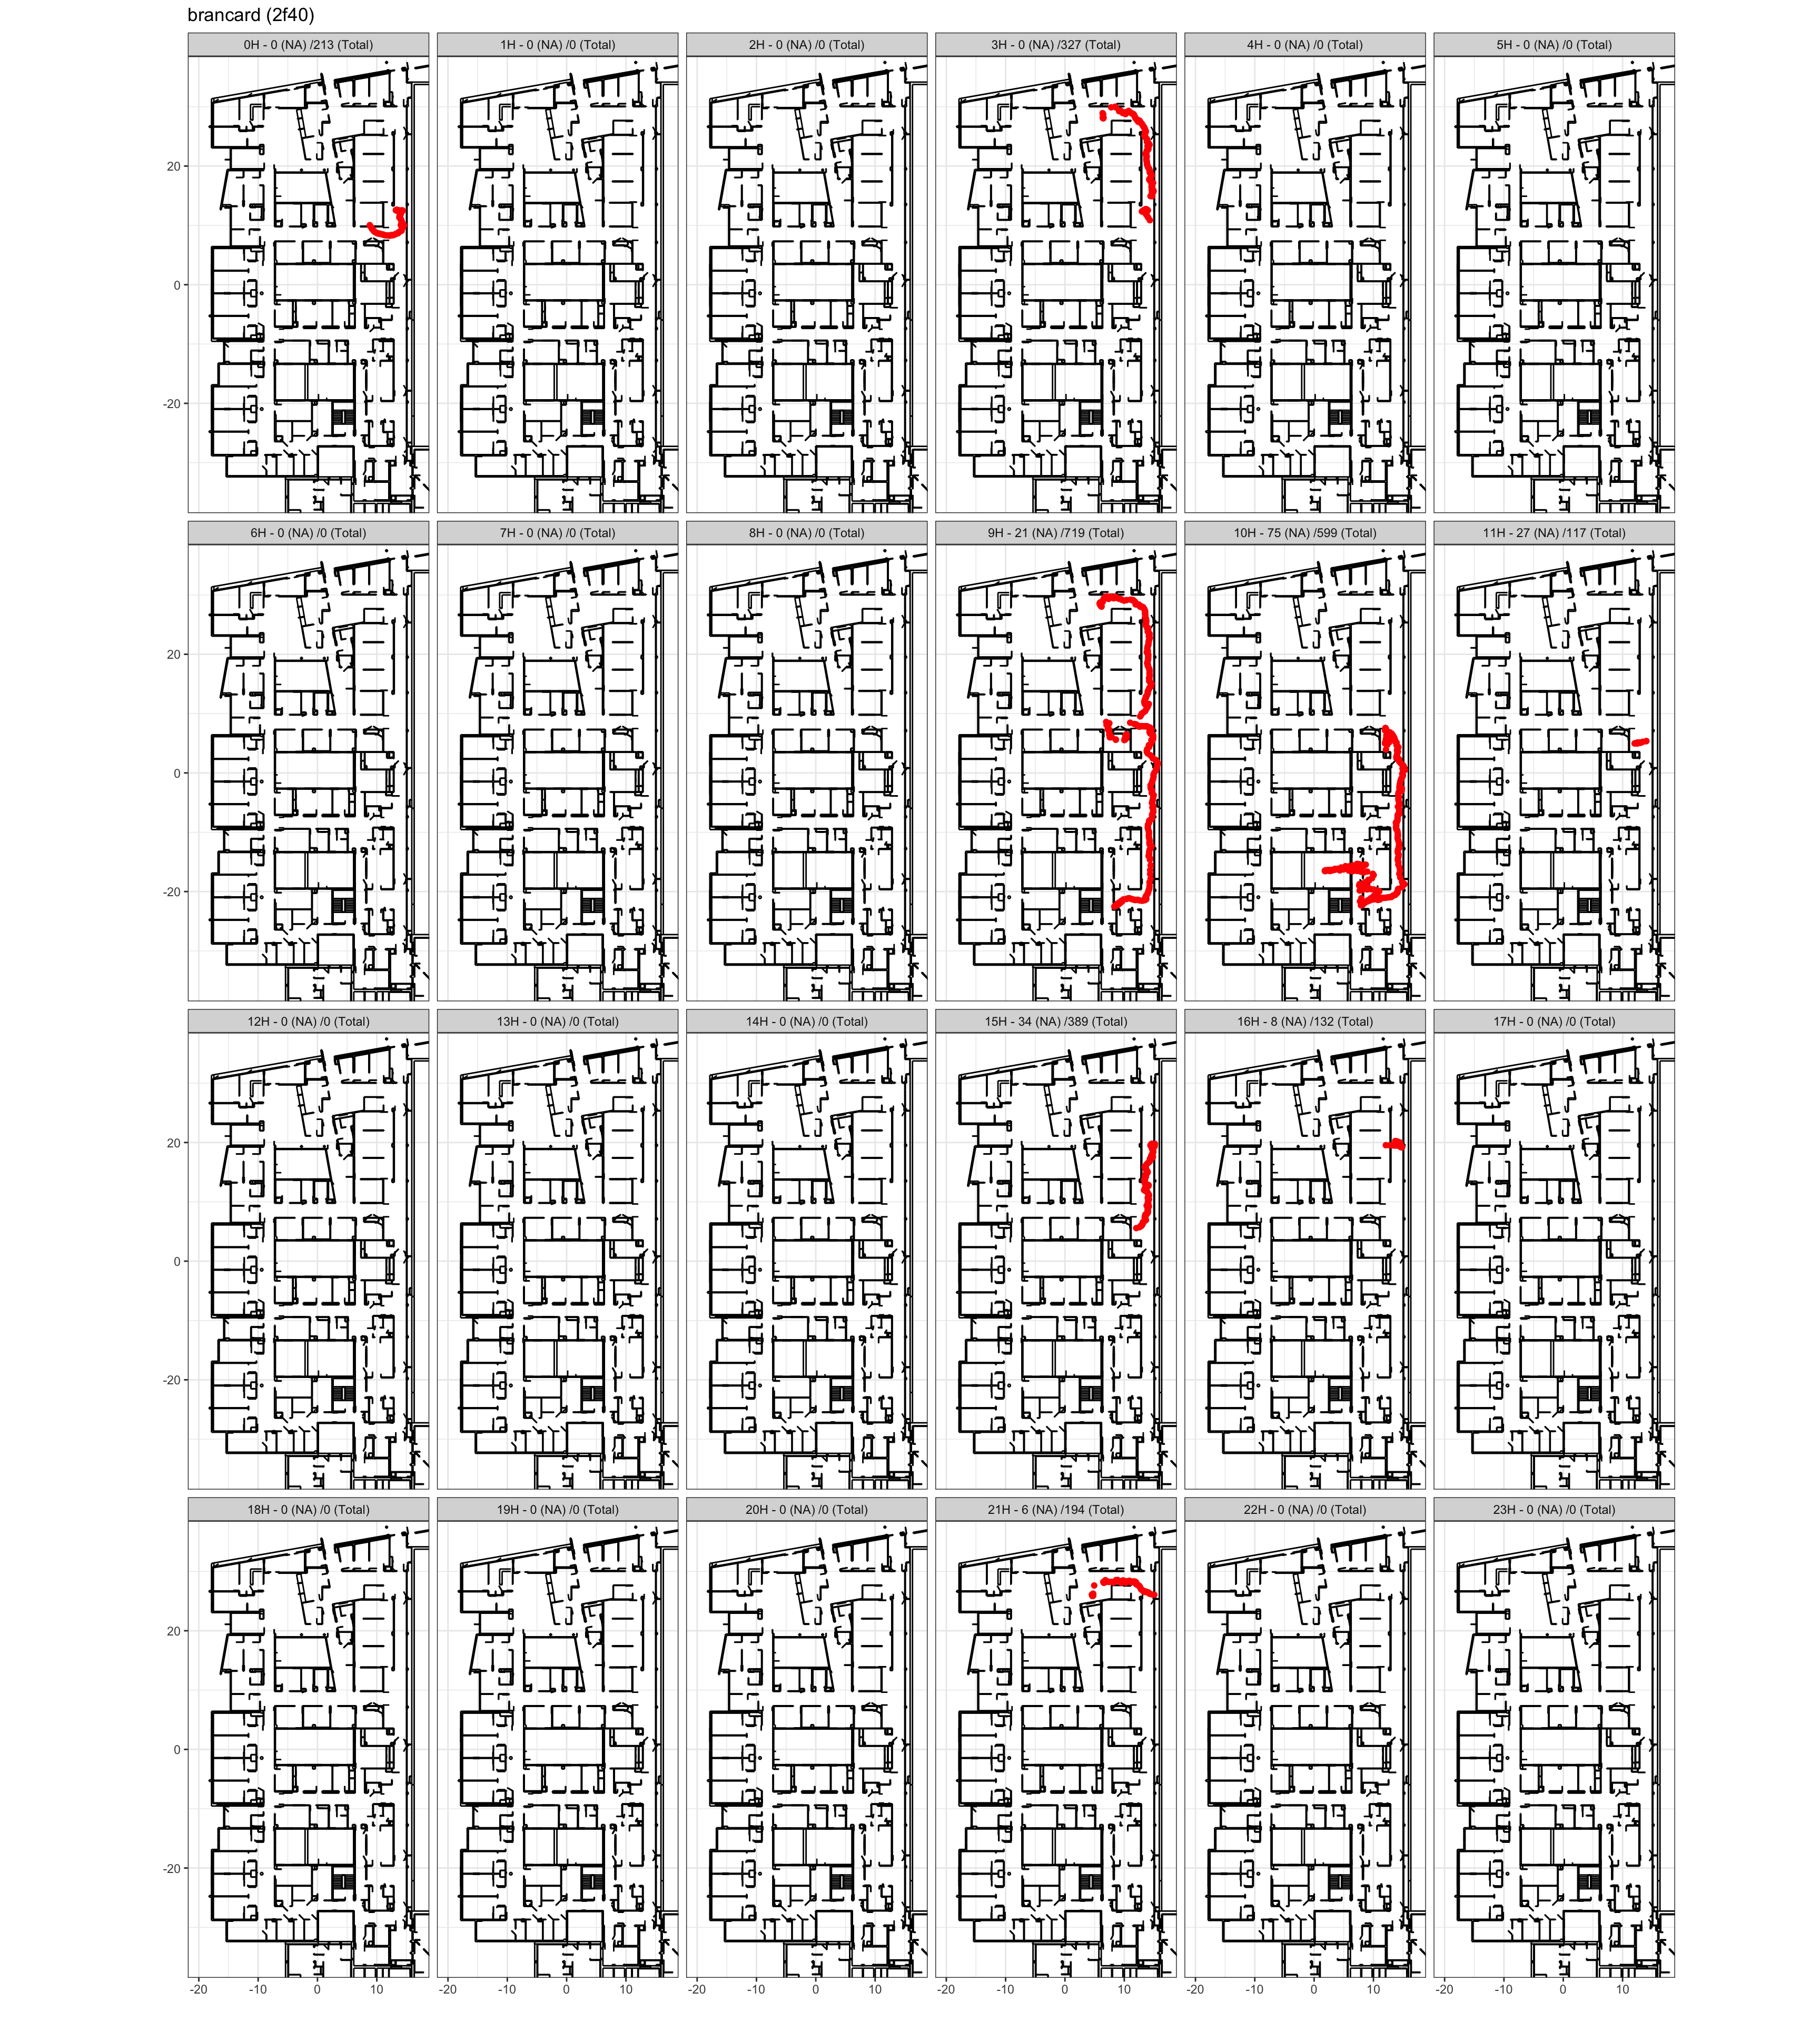 brancard (2f40)
0H - 0 (NA) /213 (Total) 1H - 0 (NA) /0 (Total) 2H - 0 (NA) /0 (Total) 3H - 0 (NA) /327 (Total) 4H - 0 (NA) /0 (Total) 5H - 0 (NA) /0 (Total)
20
0
-20
6H - 0 (NA) /0 (Total) 7H - 0 (NA) /0 (Total) 8H - 0 (NA) /0 (Total) 9H - 21 (NA) /719 (Total) 10H - 75 (NA) /599 (Total) 11H - 27 (NA) /117 (Total)
20
0
-20
12H - 0 (NA) /0 (Total) 13H - 0 (NA) /0 (Total) 14H - 0 (NA) /0 (Total) 15H - 34 (NA) /389 (Total) 16H - 8 (NA) /132 (Total) 17H - 0 (NA) /0 (Total)
20
0
-20
18H - 0 (NA) /0 (Total) 19H - 0 (NA) /0 (Total) 20H - 0 (NA) /0 (Total) 21H - 6 (NA) /194 (Total) 22H - 0 (NA) /0 (Total) 23H - 0 (NA) /0 (Total)
20
0
-20
-20 -10 0 10 -20 -10 0 10 -20 -10 0 10 -20 -10 0 10 -20 -10 0 10 -20 -10 0 10